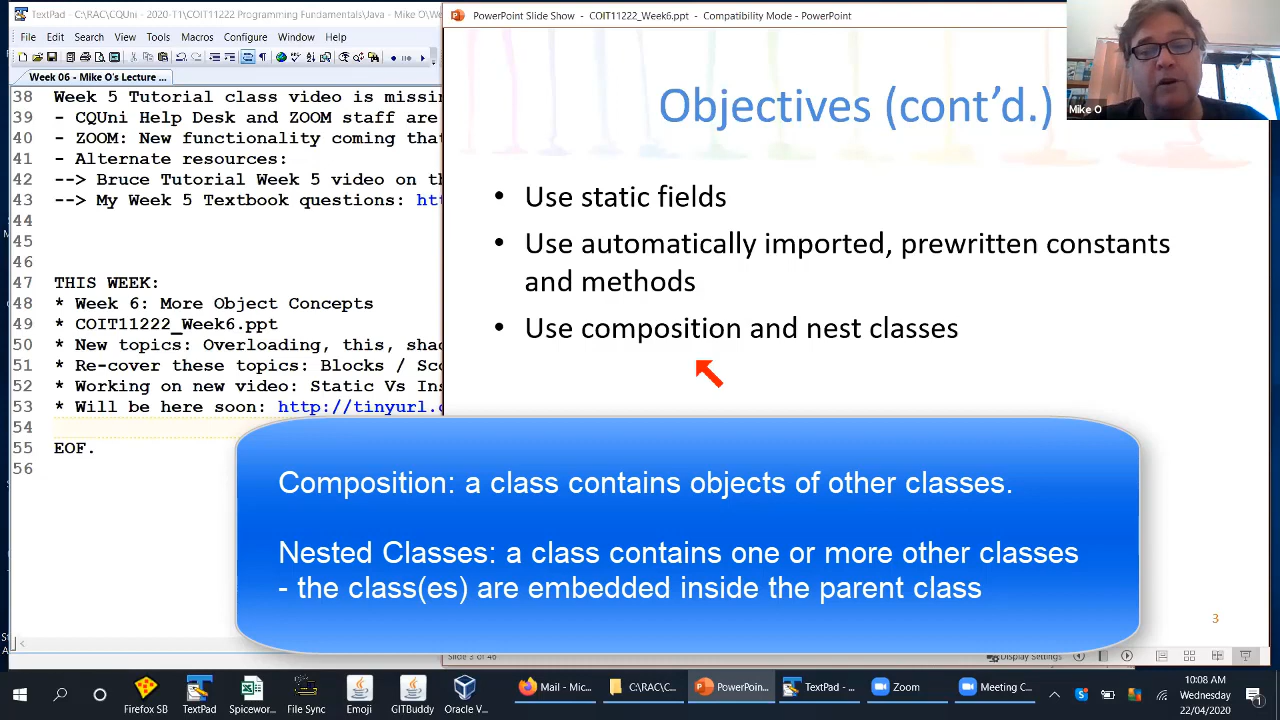 TextPad - C:\RAC\CQUni - 2020-T1\COIT11222 Programming Fundamentals\Java - Mike O's Lecture
File Edit Search View Tools Macros Configure Window Help
Week 06 - Mike O's Lecture ...
38 Week 5 Tutorial class video is missin
39 - CQUni Help Desk and ZOOM staff are
40 - ZOOM: New functionality coming that
41 - Alternate resources:
42 --> Bruce Tutorial Week 5 video on th
43 --> My Week 5 Textbook questions: htt
44
45
46
47 THIS WEEK:
48 * Week 6: More Object Concepts
49 * COIT11222_Week6.ppt
50 * New topics: Overloading, this, shad
51 * Re-cover these topics: Blocks / Sco
52 * Working on new video: Static Vs Ins
53 * Will be here soon: http://tinyurl.c
54
55 EOF.
56
PowerPoint Slide Show - COIT11222_Week6.ppt - Compatibility Mode - PowerPoint
Objectives (cont'd.)
• Use static fields
• Use automatically imported, prewritten constants
and methods
• Use composition and nest classes
Mike O
Composition: a class contains objects of other classes.
Nested Classes: a class contains one or more other classes
- the class(es) are embedded inside the parent class
3
Slide 3 of 46
Display Settings
Firefox SB
TextPad
Spicewor...
File Sync
Emoji
GITBuddy
Oracle V...
Mail - Mic...
C:\RAC\C...
PowerPoin...
TextPad - ...
Zoom
Meeting C...
10:08 AM
Wednesday
22/04/2020
1